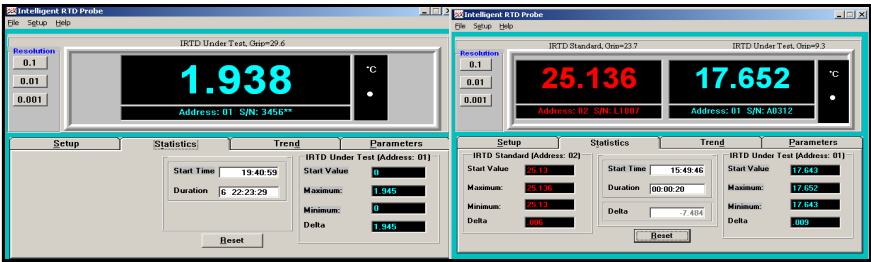 Intelligent RTD Probe
File Setup Help
IRTD Under Test, Grip=29.6
Resolution
0.1
0.01
0.001
1.938
°C
Address: 01 S/N: 3456**
Setup Statistics Trend Parameters
IRTD Under Test (Address: 01)
Start Time 19:40:59
Duration 6 22:23:29
Start Value 0
Maximum: 1.945
Minimum: 0
Delta 1.945
Reset
Intelligent RTD Probe
File Setup Help
IRTD Standard, Grip=23.7 IRTD Under Test, Grip=9.3
Resolution
0.1
0.01
0.001
25.136 17.652
°C
Address: 02 S/N: L1007 Address: 01 S/N: A0312
Setup Statistics Trend Parameters
IRTD Standard (Address: 02)
Start Value 25.13
Maximum: 25.136
Minimum: 25.13
Delta .006
Start Time 15:49:46
Duration 00:00:20
Delta -7.484
Reset
IRTD Under Test (Address: 01)
Start Value 17.643
Maximum: 17.652
Minimum: 17.643
Delta .009